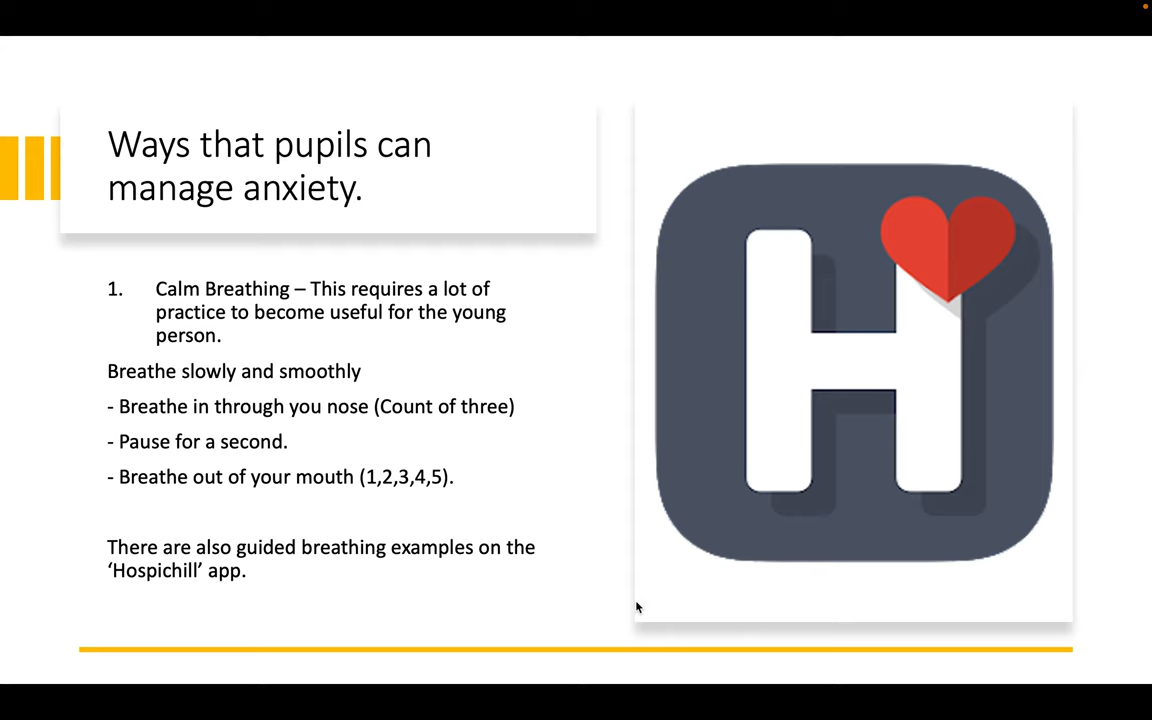 Ways that pupils can
manage anxiety.
1. Calm Breathing – This requires a lot of
practice to become useful for the young
person.
Breathe slowly and smoothly
- Breathe in through you nose (Count of three)
- Pause for a second.
- Breathe out of your mouth (1,2,3,4,5).
There are also guided breathing examples on the
‘Hospichill’ app.
H